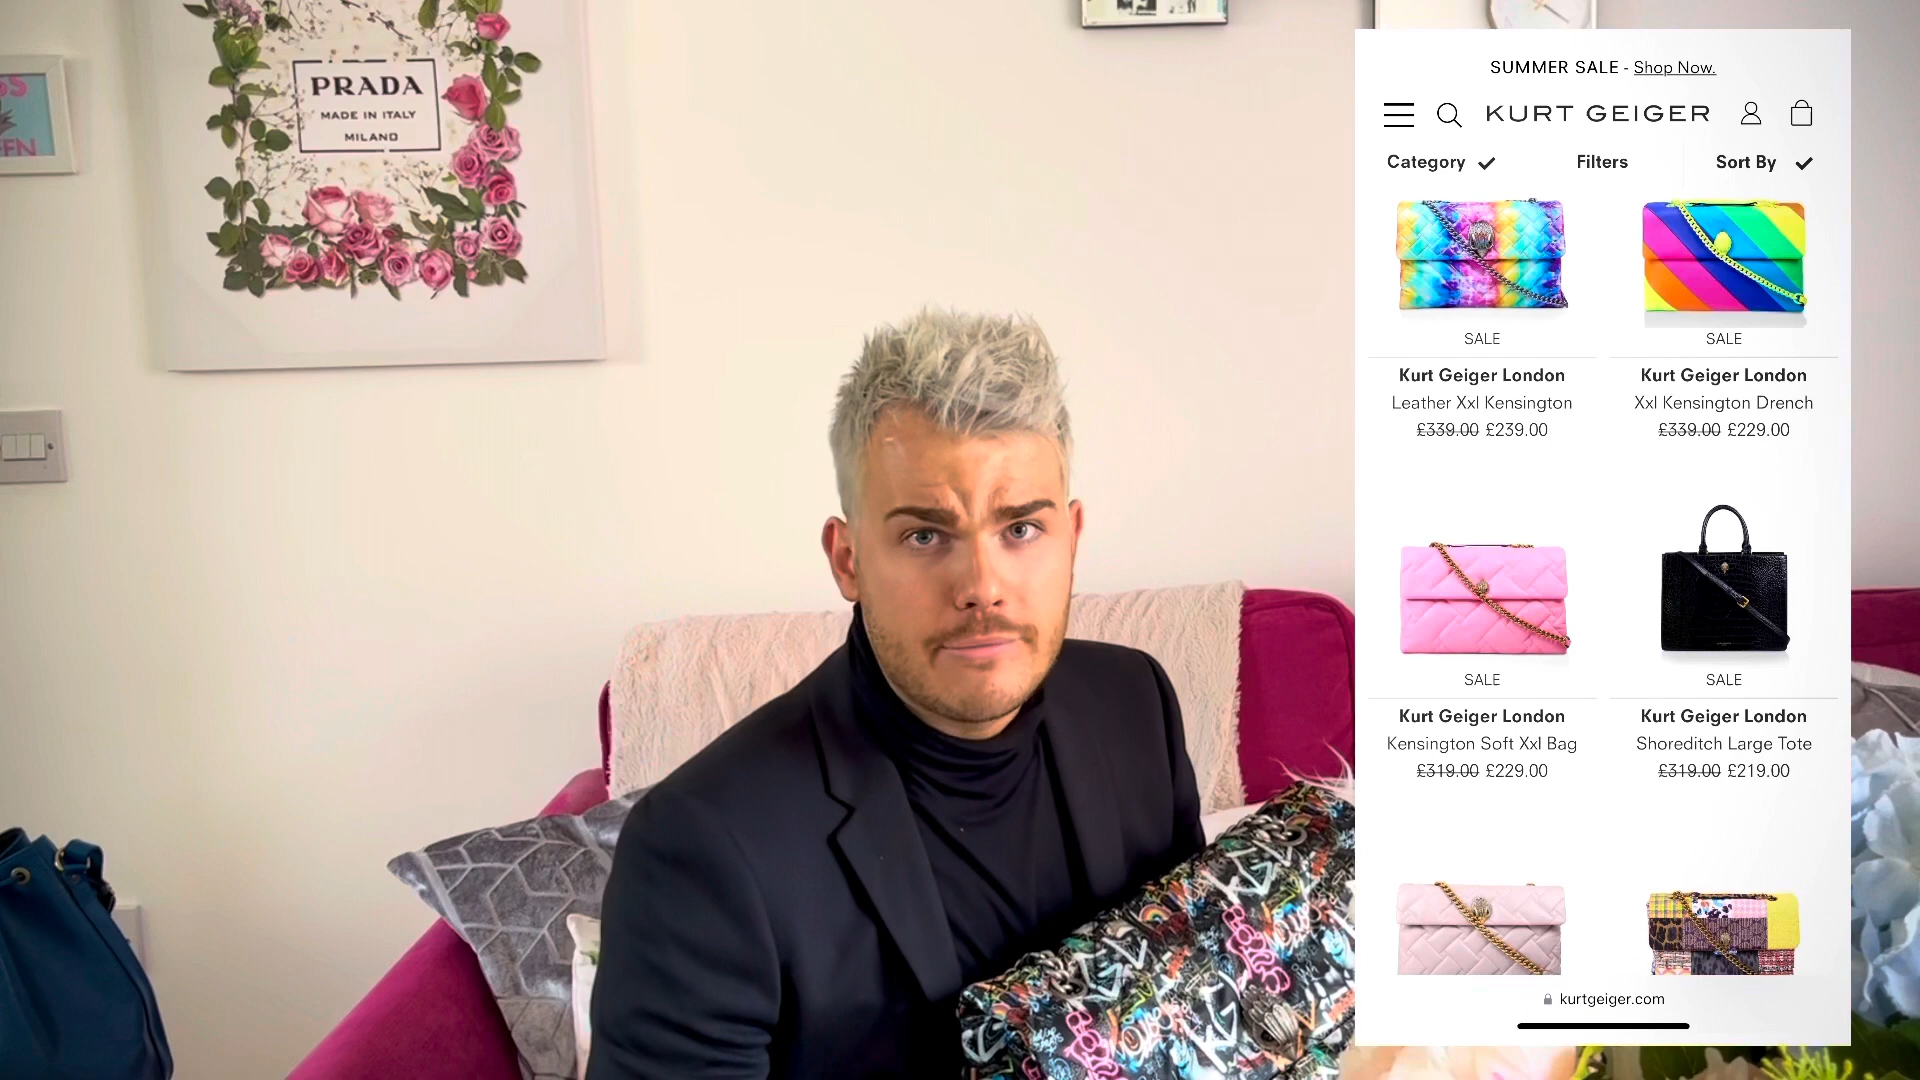 PRADA
MADE IN ITALY
MILANO
SUMMER SALE - Shop Now.
KURT GEIGER
Category
Filters
Sort By
SALE
SALE
Kurt Geiger London
Kurt Geiger London
Leather Xxl Kensington
Xxl Kensington Drench
£339.00 £239.00
£339.00 £229.00
SALE
SALE
Kurt Geiger London
Kurt Geiger London
Kensington Soft Xxl Bag
Shoreditch Large Tote
£319.00 £229.00
£319.00 £219.00
kurtgeiger.com